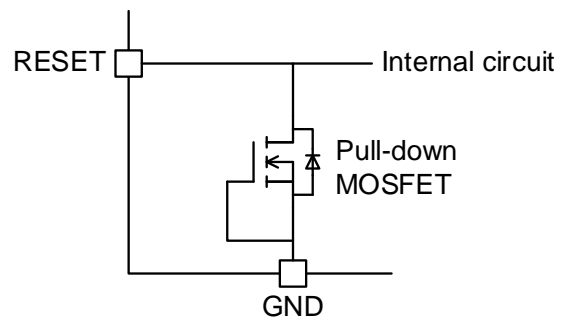 RESET
Internal circuit
Pull-down
MOSFET
GND